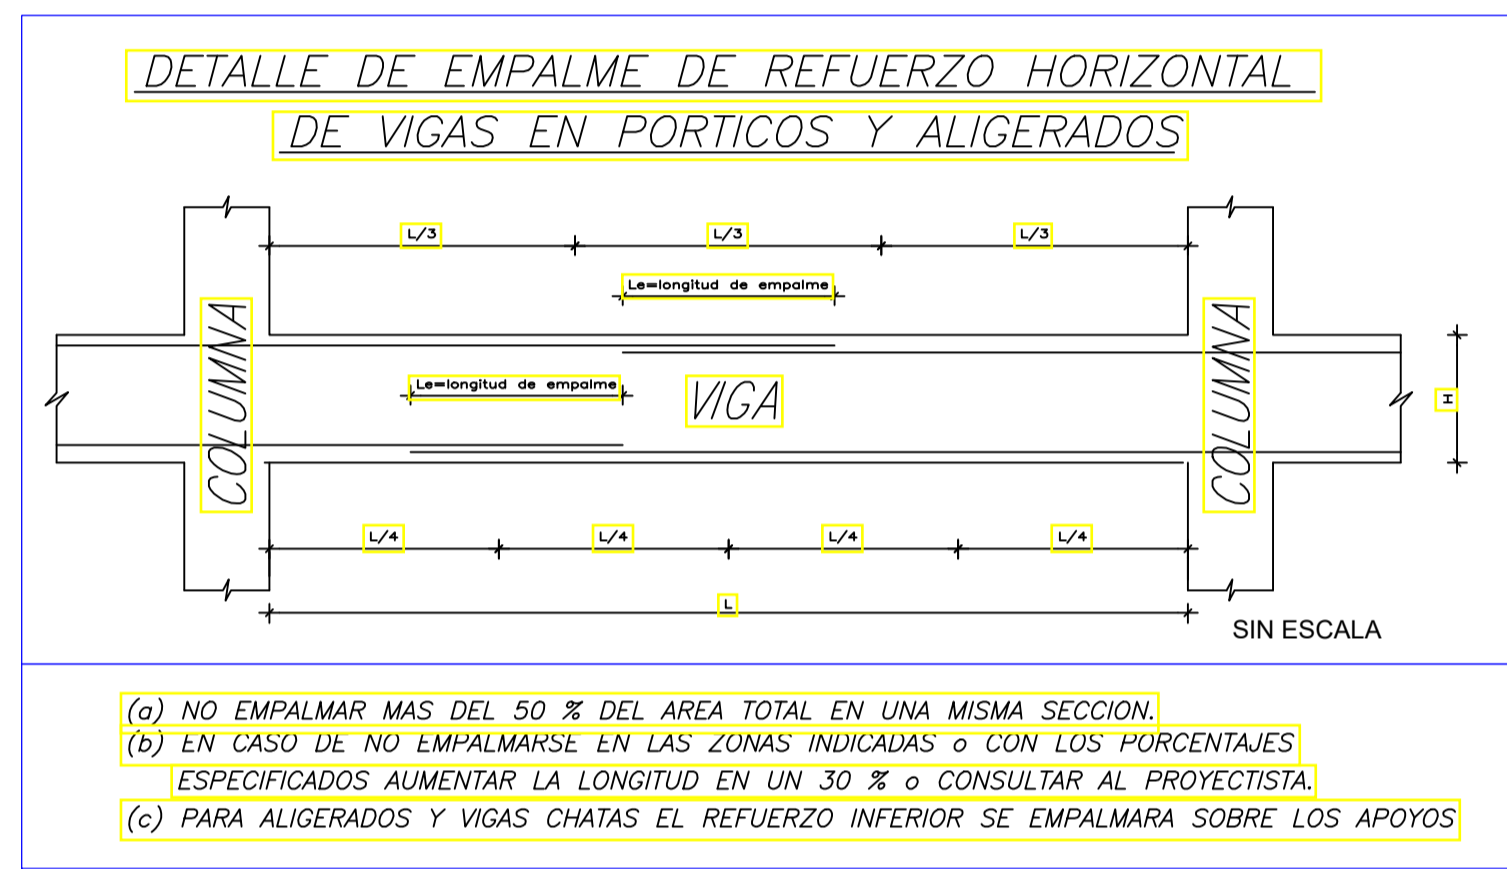 DETALLE DE EMPALME DE REFUERZO HORIZONTAL
DE VIGAS EN PORTICOS Y ALIGERADOS
L/3 L/3 L/3
Le=longitud de empalme
COLUMNA
COLUMNA
Le=longitud de empalme
VIGA
H
L/4 L/4 L/4 L/4
L
SIN ESCALA
(a) NO EMPALMAR MAS DEL 50 % DEL AREA TOTAL EN UNA MISMA SECCION.
(b) EN CASO DE NO EMPALMARSE EN LAS ZONAS INDICADAS o CON LOS PORCENTAJES
ESPECIFICADOS AUMENTAR LA LONGITUD EN UN 30 % o CONSULTAR AL PROYECTISTA.
(c) PARA ALIGERADOS Y VIGAS CHATAS EL REFUERZO INFERIOR SE EMPALMARA SOBRE LOS APOYOS